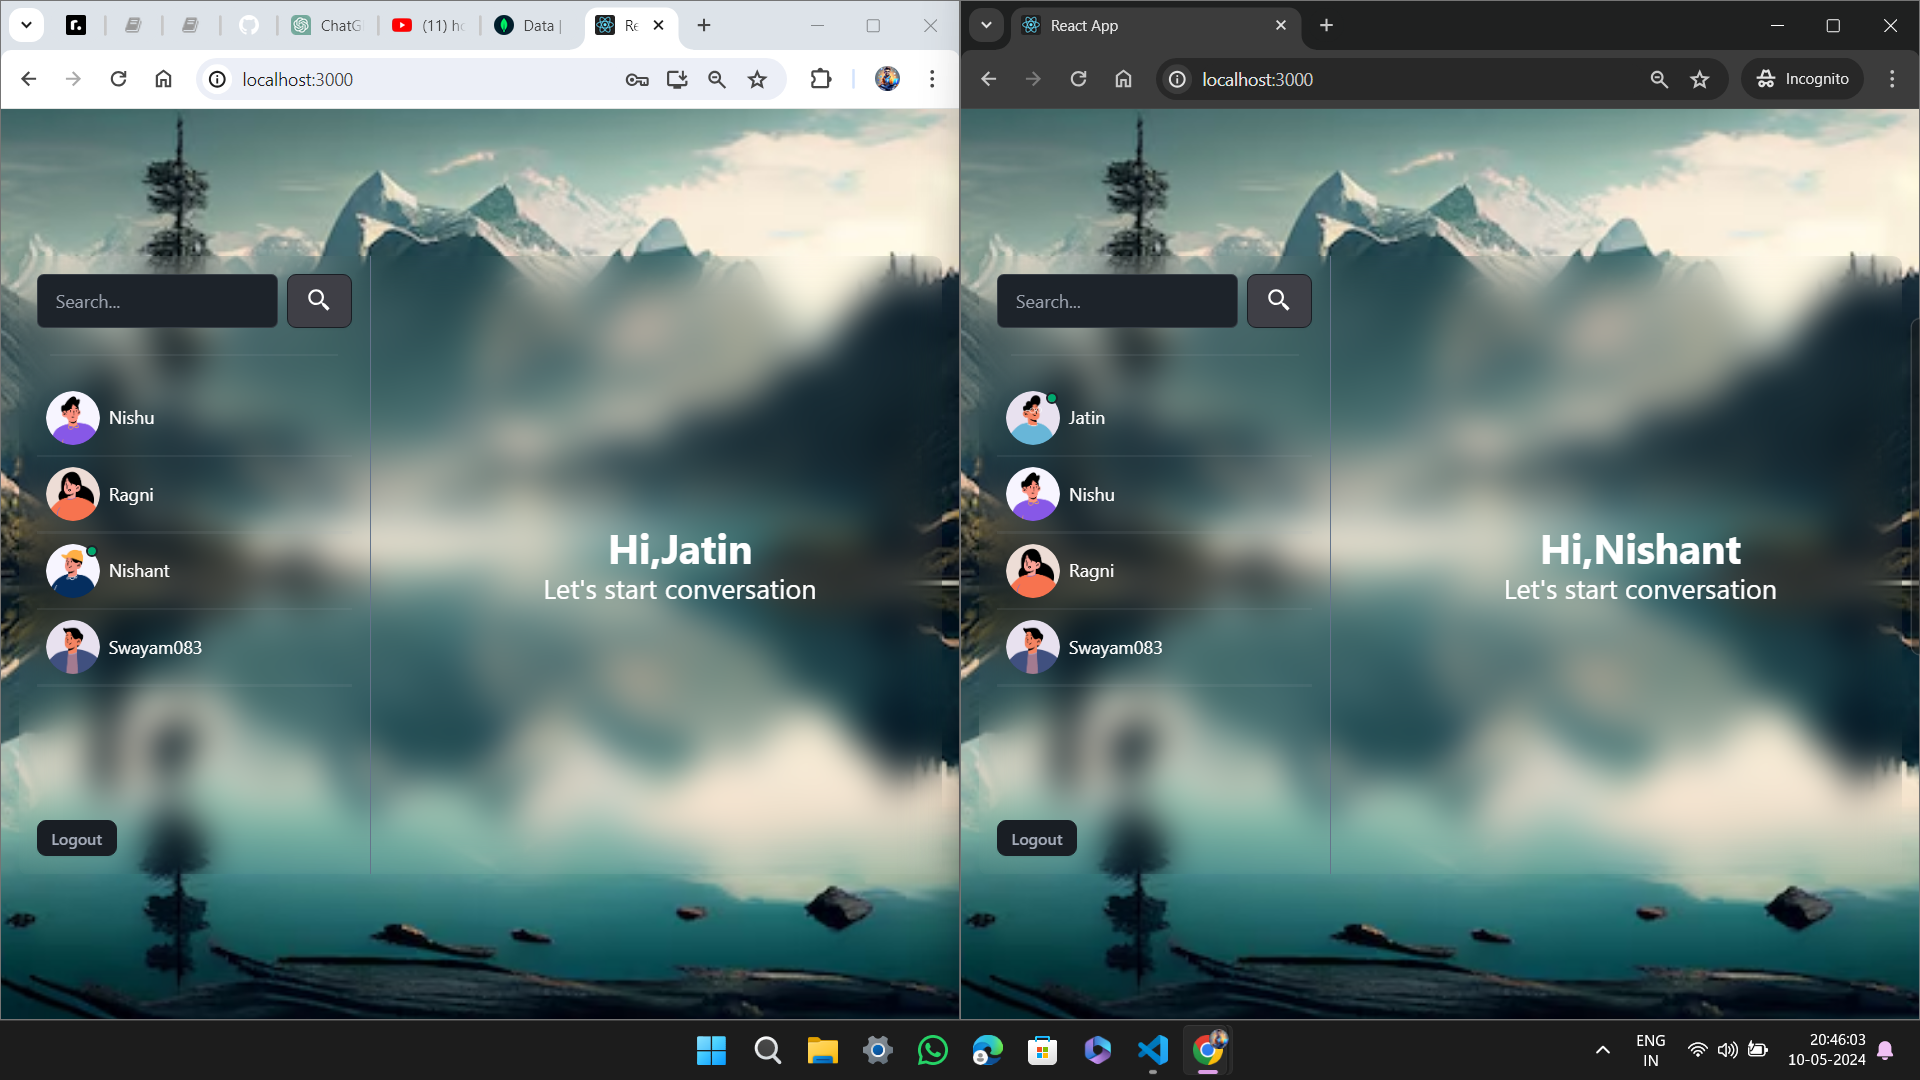 r.
ChatG
(11) ho
Data |
Re
localhost:3000
Search...
Nishu
Ragni
Nishant
Swayam083
Hi,Jatin
Let's start conversation
Logout
React App
localhost:3000
Incognito
Search...
Jatin
Nishu
Ragni
Swayam083
Hi,Nishant
Let's start conversation
Logout
ENG
IN
20:46:03
10-05-2024